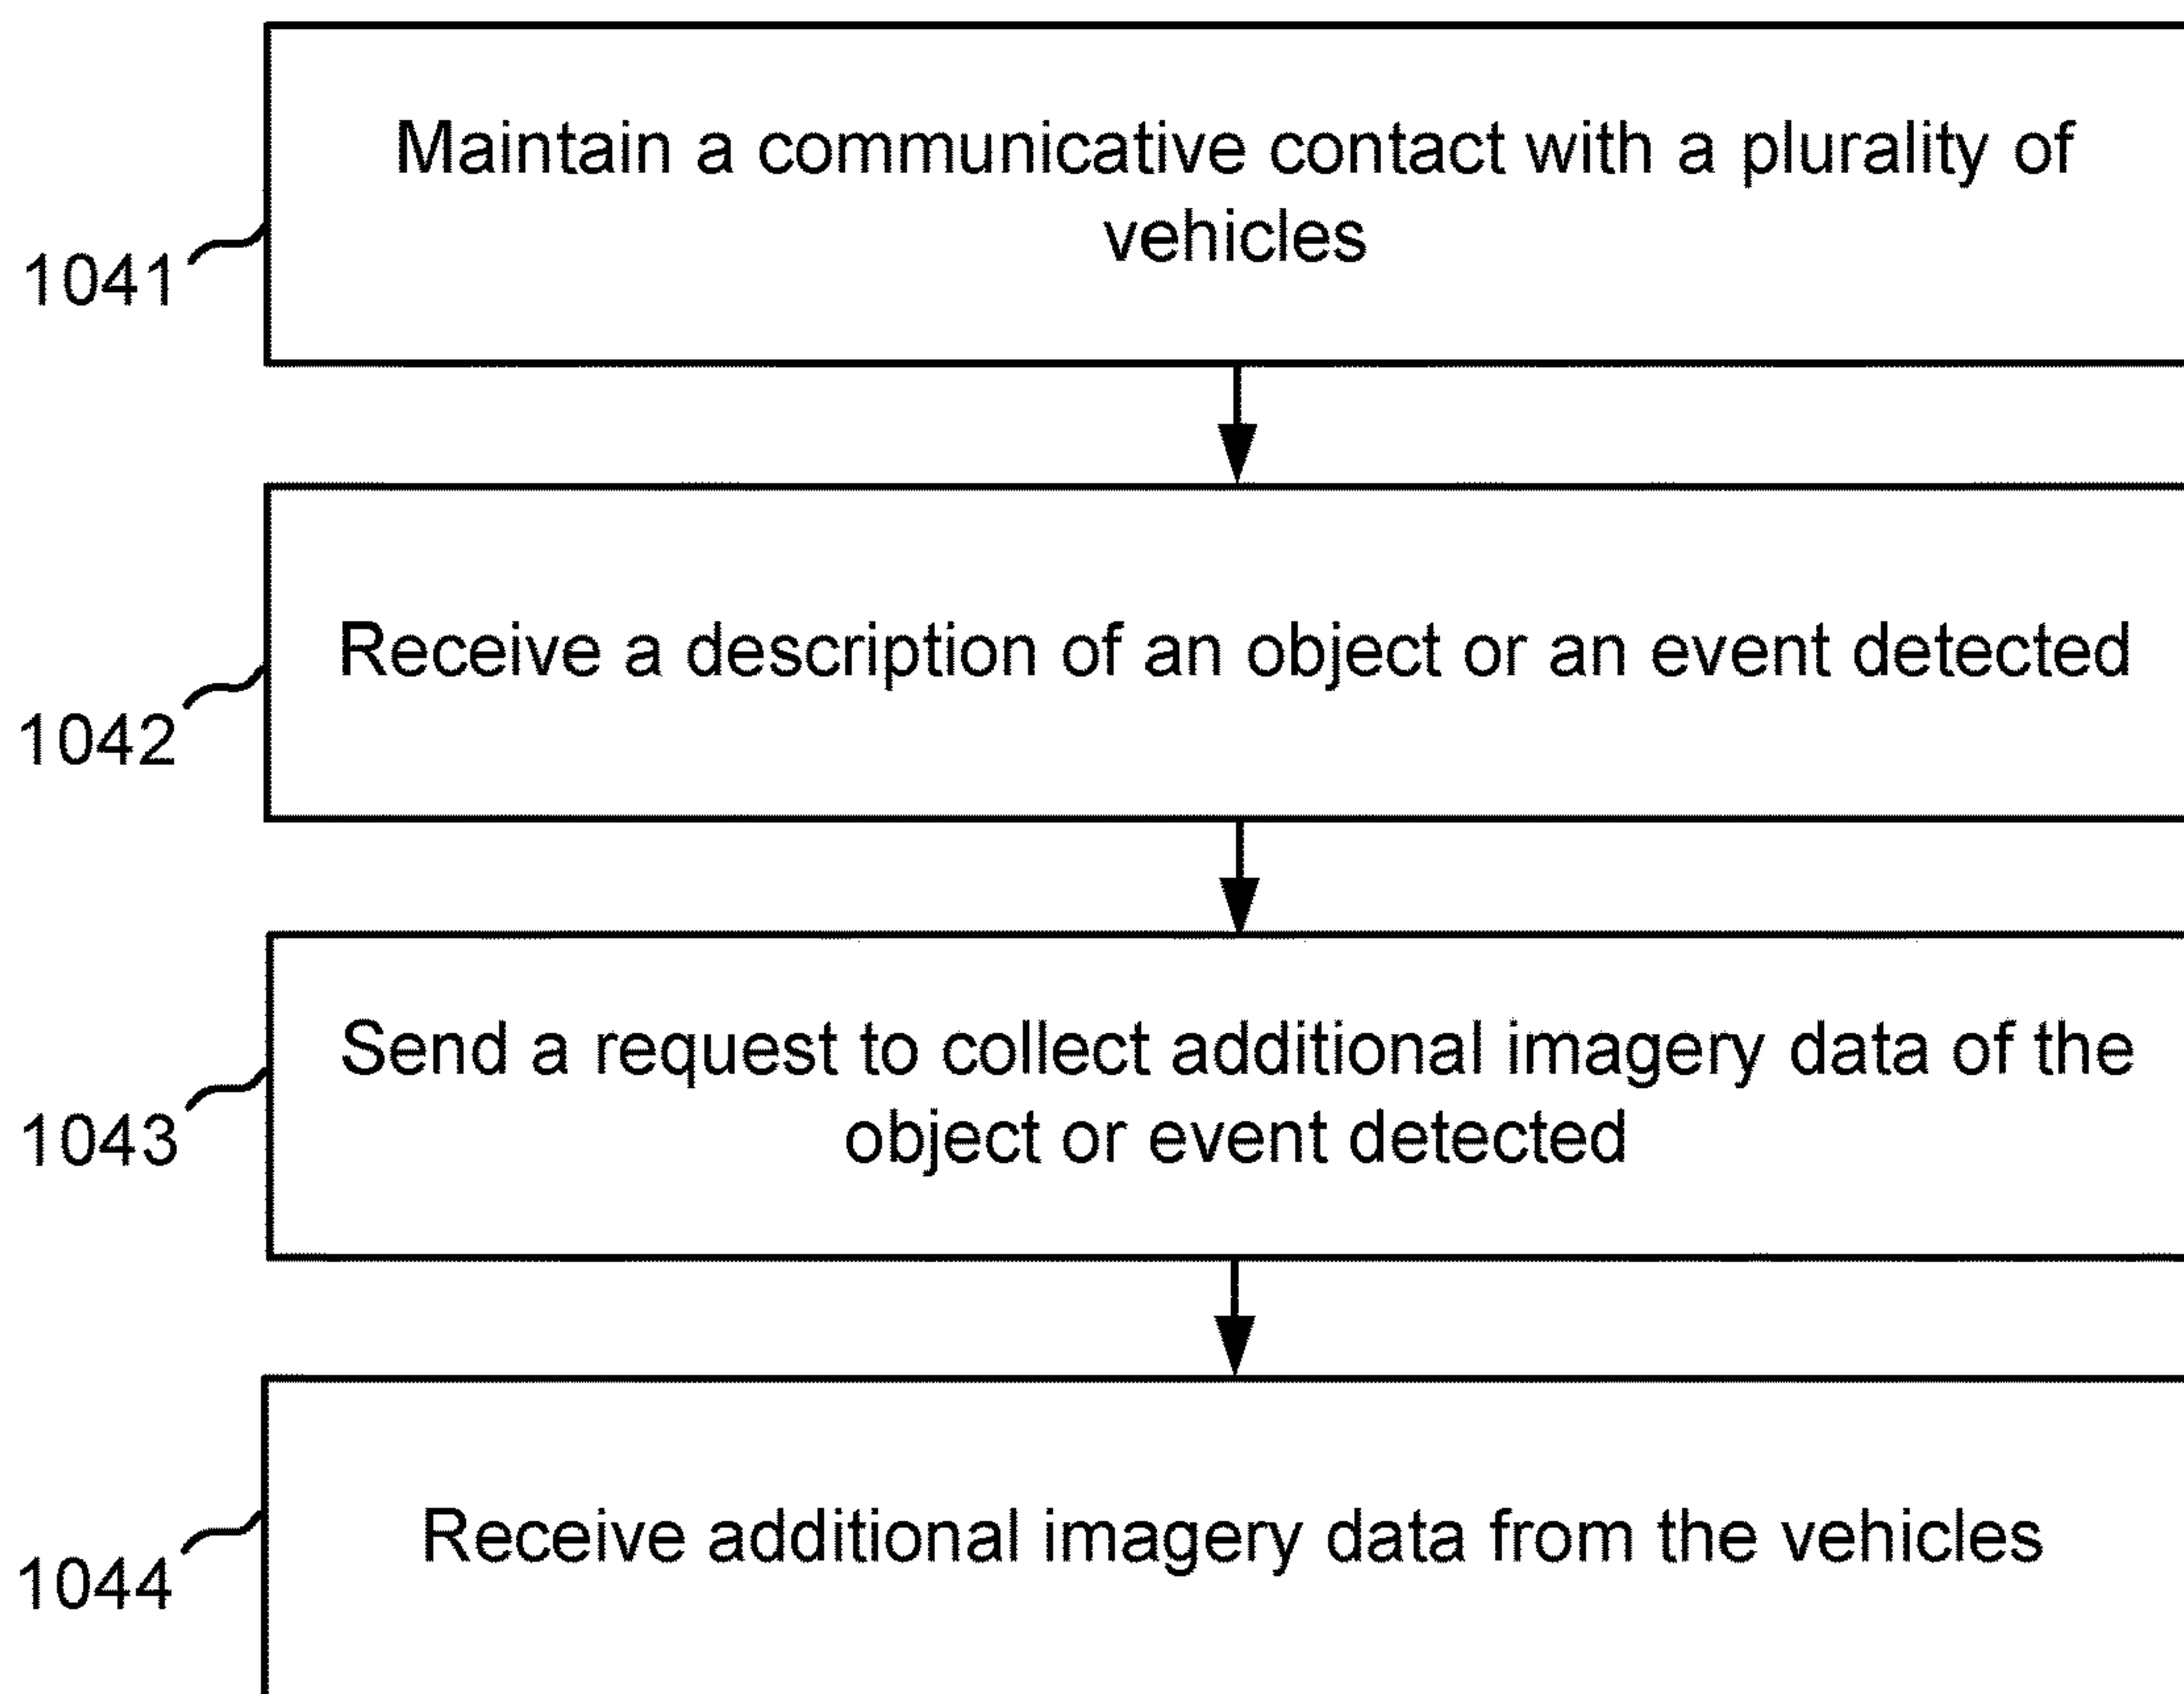 Maintain a communicative contact with a plurality of
vehicles
1041
Receive a description of an object or an event detected
1042
Send a request to collect additional imagery data of the
object or event detected
1043
Receive additional imagery data from the vehicles
1044